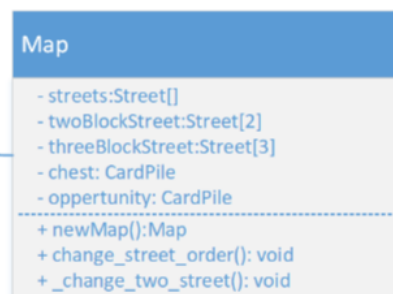 Map
- streets:Street[]
- twoBlockStreet:Street[2]
- threeBlockStreet:Street[3]
- chest: CardPile
- oppertunity: CardPile
+ newMap():Map
+ change_street_order(): void
+ _change_two_street(): void